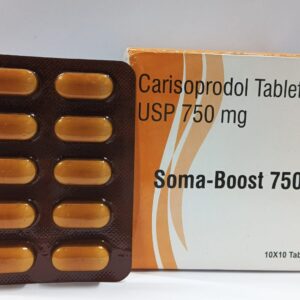 Carisoprodol Tablet
USP 750 mg
Soma-Boost 750
10X10 Tab